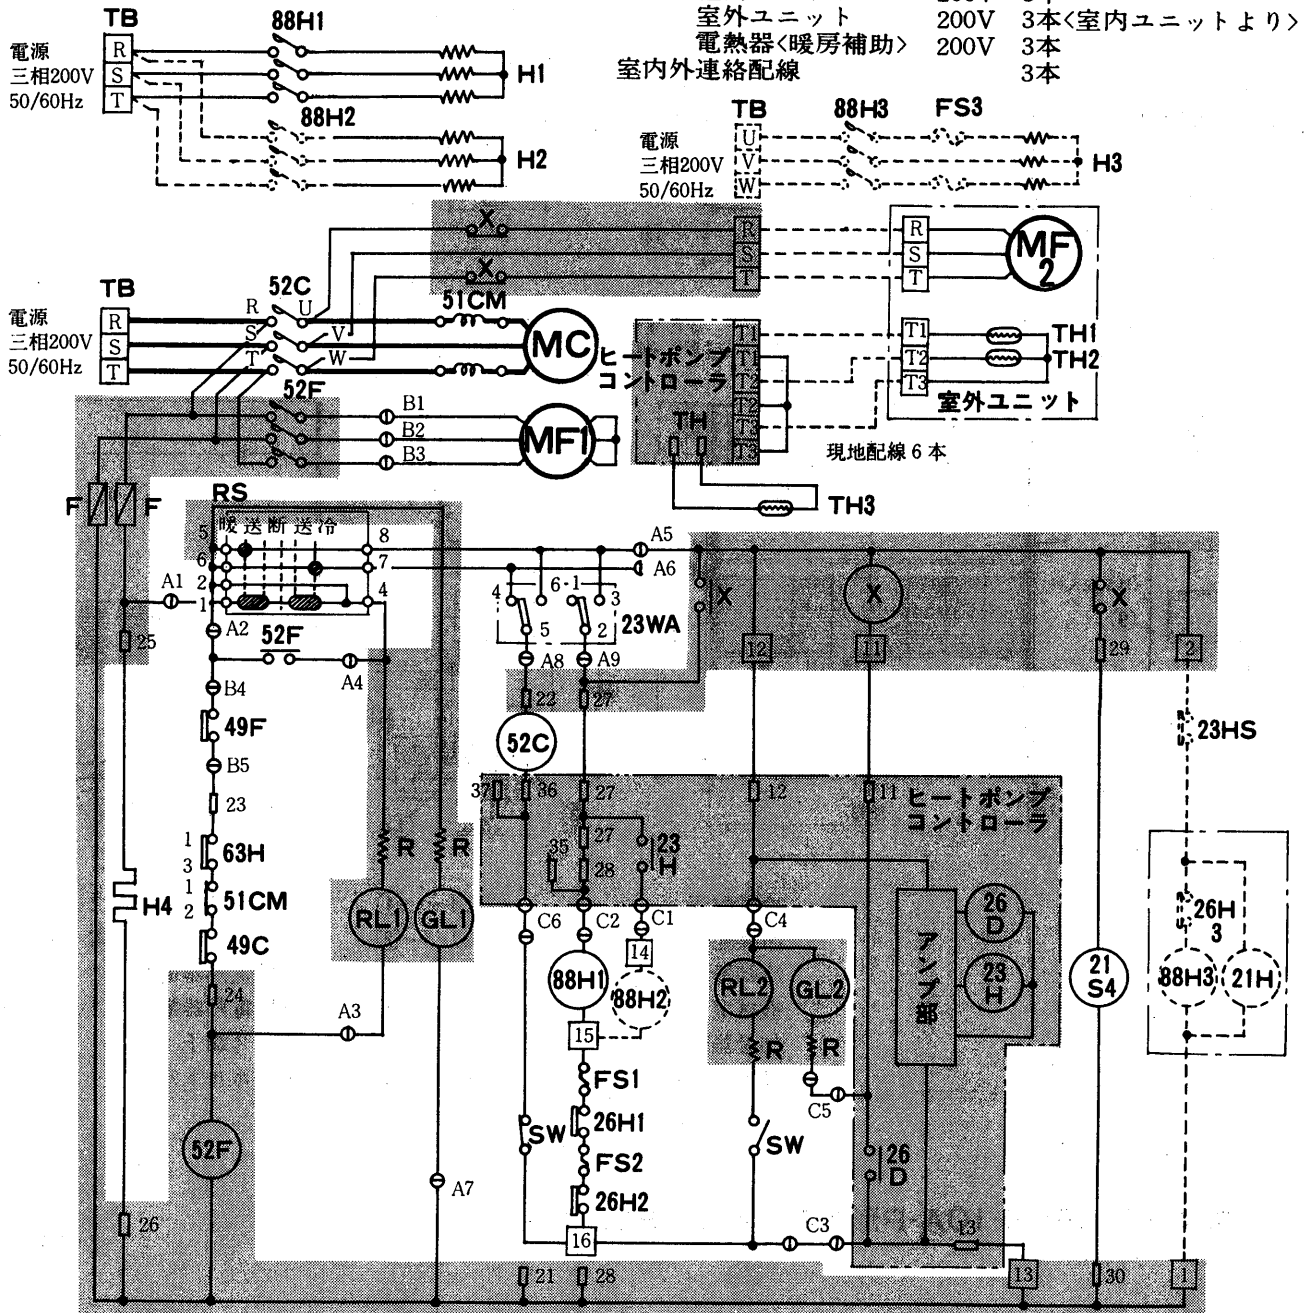 室外ユニット 200V 3本<室内ユニットより>
電熱器<暖房補助> 200V 3本
室内外連絡配線 3本
TB 88H1
電源
三相200V
50/60Hz
R
S
T
H1
88H2
H2
TB 88H3 FS3
電源
三相200V
50/60Hz
U
V
W
H3
X
X
R
S
T
R
S
T
MF
2
TB 52C 51CM
電源
三相200V
50/60Hz
R
S
T
R U
S V
T W
MC
ヒートポンプ
コントローラ
TH
T1
T1
T2
T2
T3
T3
T1
T2
T3
TH1
TH2
室外ユニット
現地配線6本
TH3
52F
B1
B2
B3
MF1
F F
RS
暖送断送冷
5 8
6 7
2
1 4
A1
A2
25
52F
A4
A5
A6
4 6 1 3
5 2
23WA
A8 A9
X
X
X
12
11
29
2
B4
49F
B5
23
1
3
63H
1
2
51CM
49C
24
A3
22 27
52C
37 36 27 12 11
ヒートポンプ
コントローラ
27
35 28
23
H
R R
RL1 GL1
H4
C6 C2 C1 C4
14
88H1
88H2
15
RL2 GL2
R R
C5
アンプ部
26
D
23
H
21
S4
23HS
26H
3
88H3 21H
FS1
26H1
FS2
26H2
SW
SW
26
D
52F
A7
26
16
C3
13
13
21 28
30
1